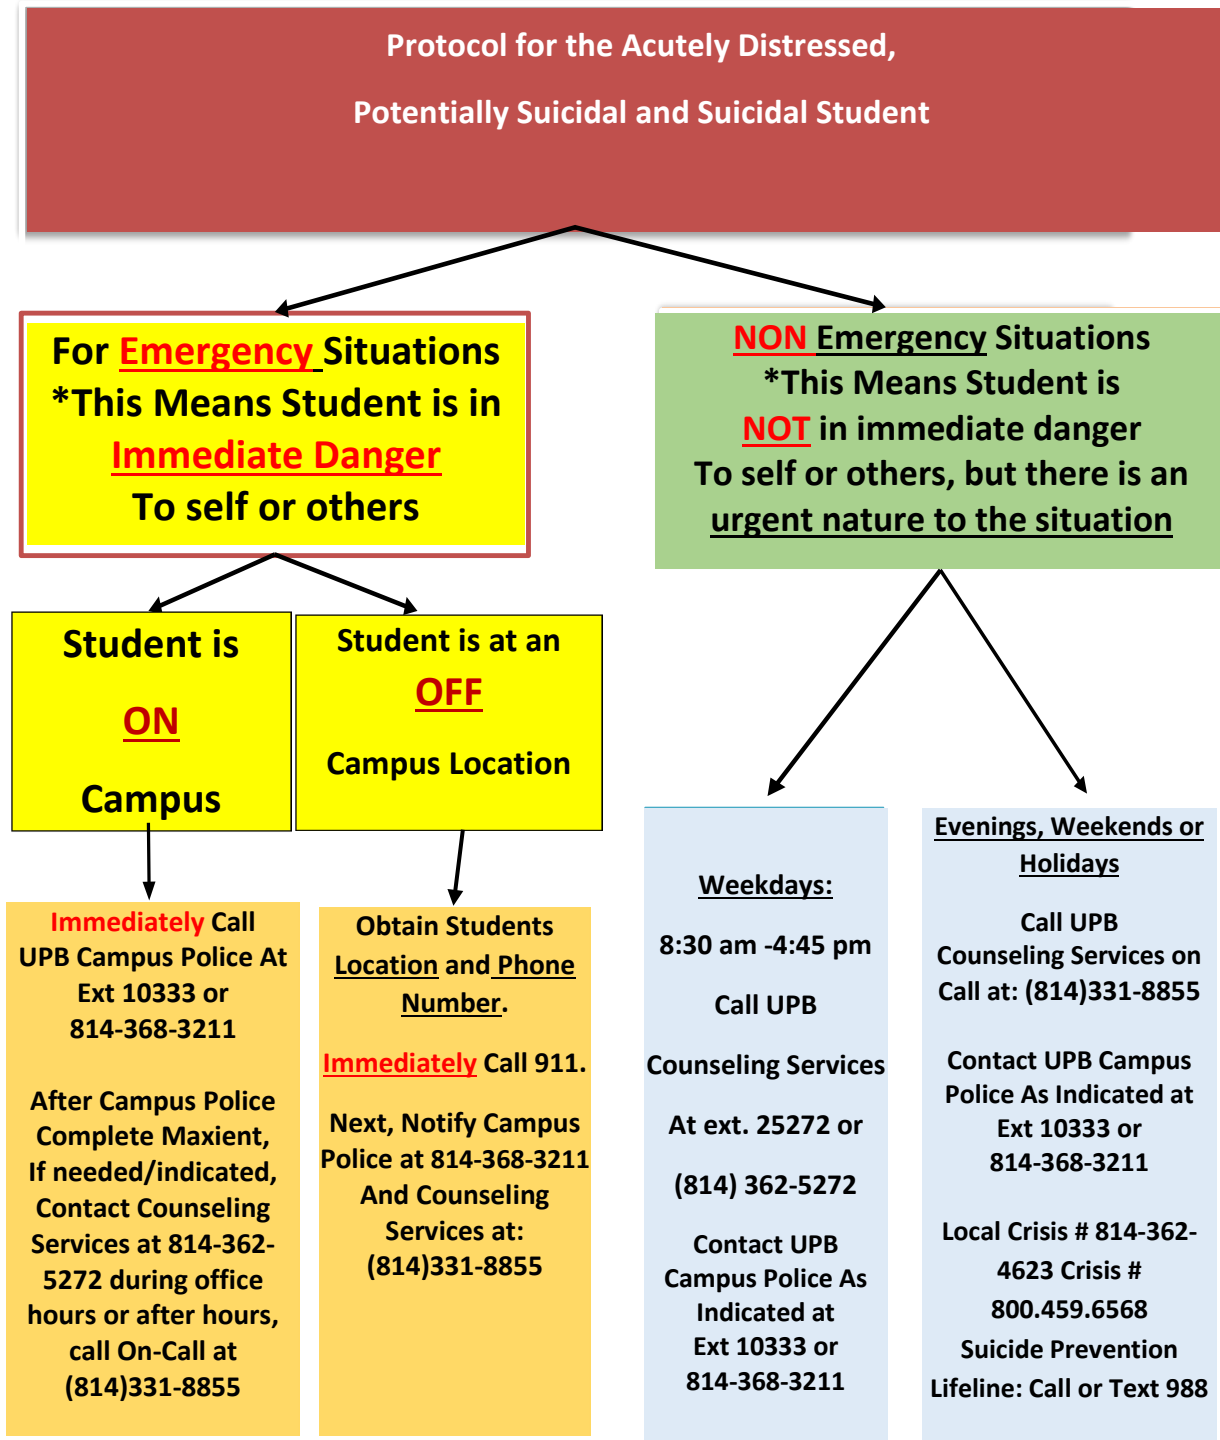 Protocol for the Acutely Distressed,
Potentially Suicidal and Suicidal Student
For Emergency Situations
*This Means Student is in
Immediate Danger
To self or others
NON Emergency Situations
*This Means Student is
NOT in immediate danger
To self or others, but there is an
urgent nature to the situation
Student is
ON
Campus
Student is at an
OFF
Campus Location
Immediately Call
UPB Campus Police At
Ext 10333 or
814-368-3211
After Campus Police
Complete Maxient,
If needed/indicated,
Contact Counseling
Services at 814-362-
5272 during office
hours or after hours,
call On-Call at
(814)331-8855
Obtain Students
Location and Phone
Number.
Immediately Call 911.
Next, Notify Campus
Police at 814-368-3211
And Counseling
Services at:
(814)331-8855
Weekdays:
8:30 am -4:45 pm
Call UPB
Counseling Services
At ext. 25272 or
(814) 362-5272
Contact UPB
Campus Police As
Indicated at
Ext 10333 or
814-368-3211
Evenings, Weekends or
Holidays
Call UPB
Counseling Services on
Call at: (814)331-8855
Contact UPB Campus
Police As Indicated at
Ext 10333 or
814-368-3211
Local Crisis # 814-362-
4623 Crisis #
800.459.6568
Suicide Prevention
Lifeline: Call or Text 988